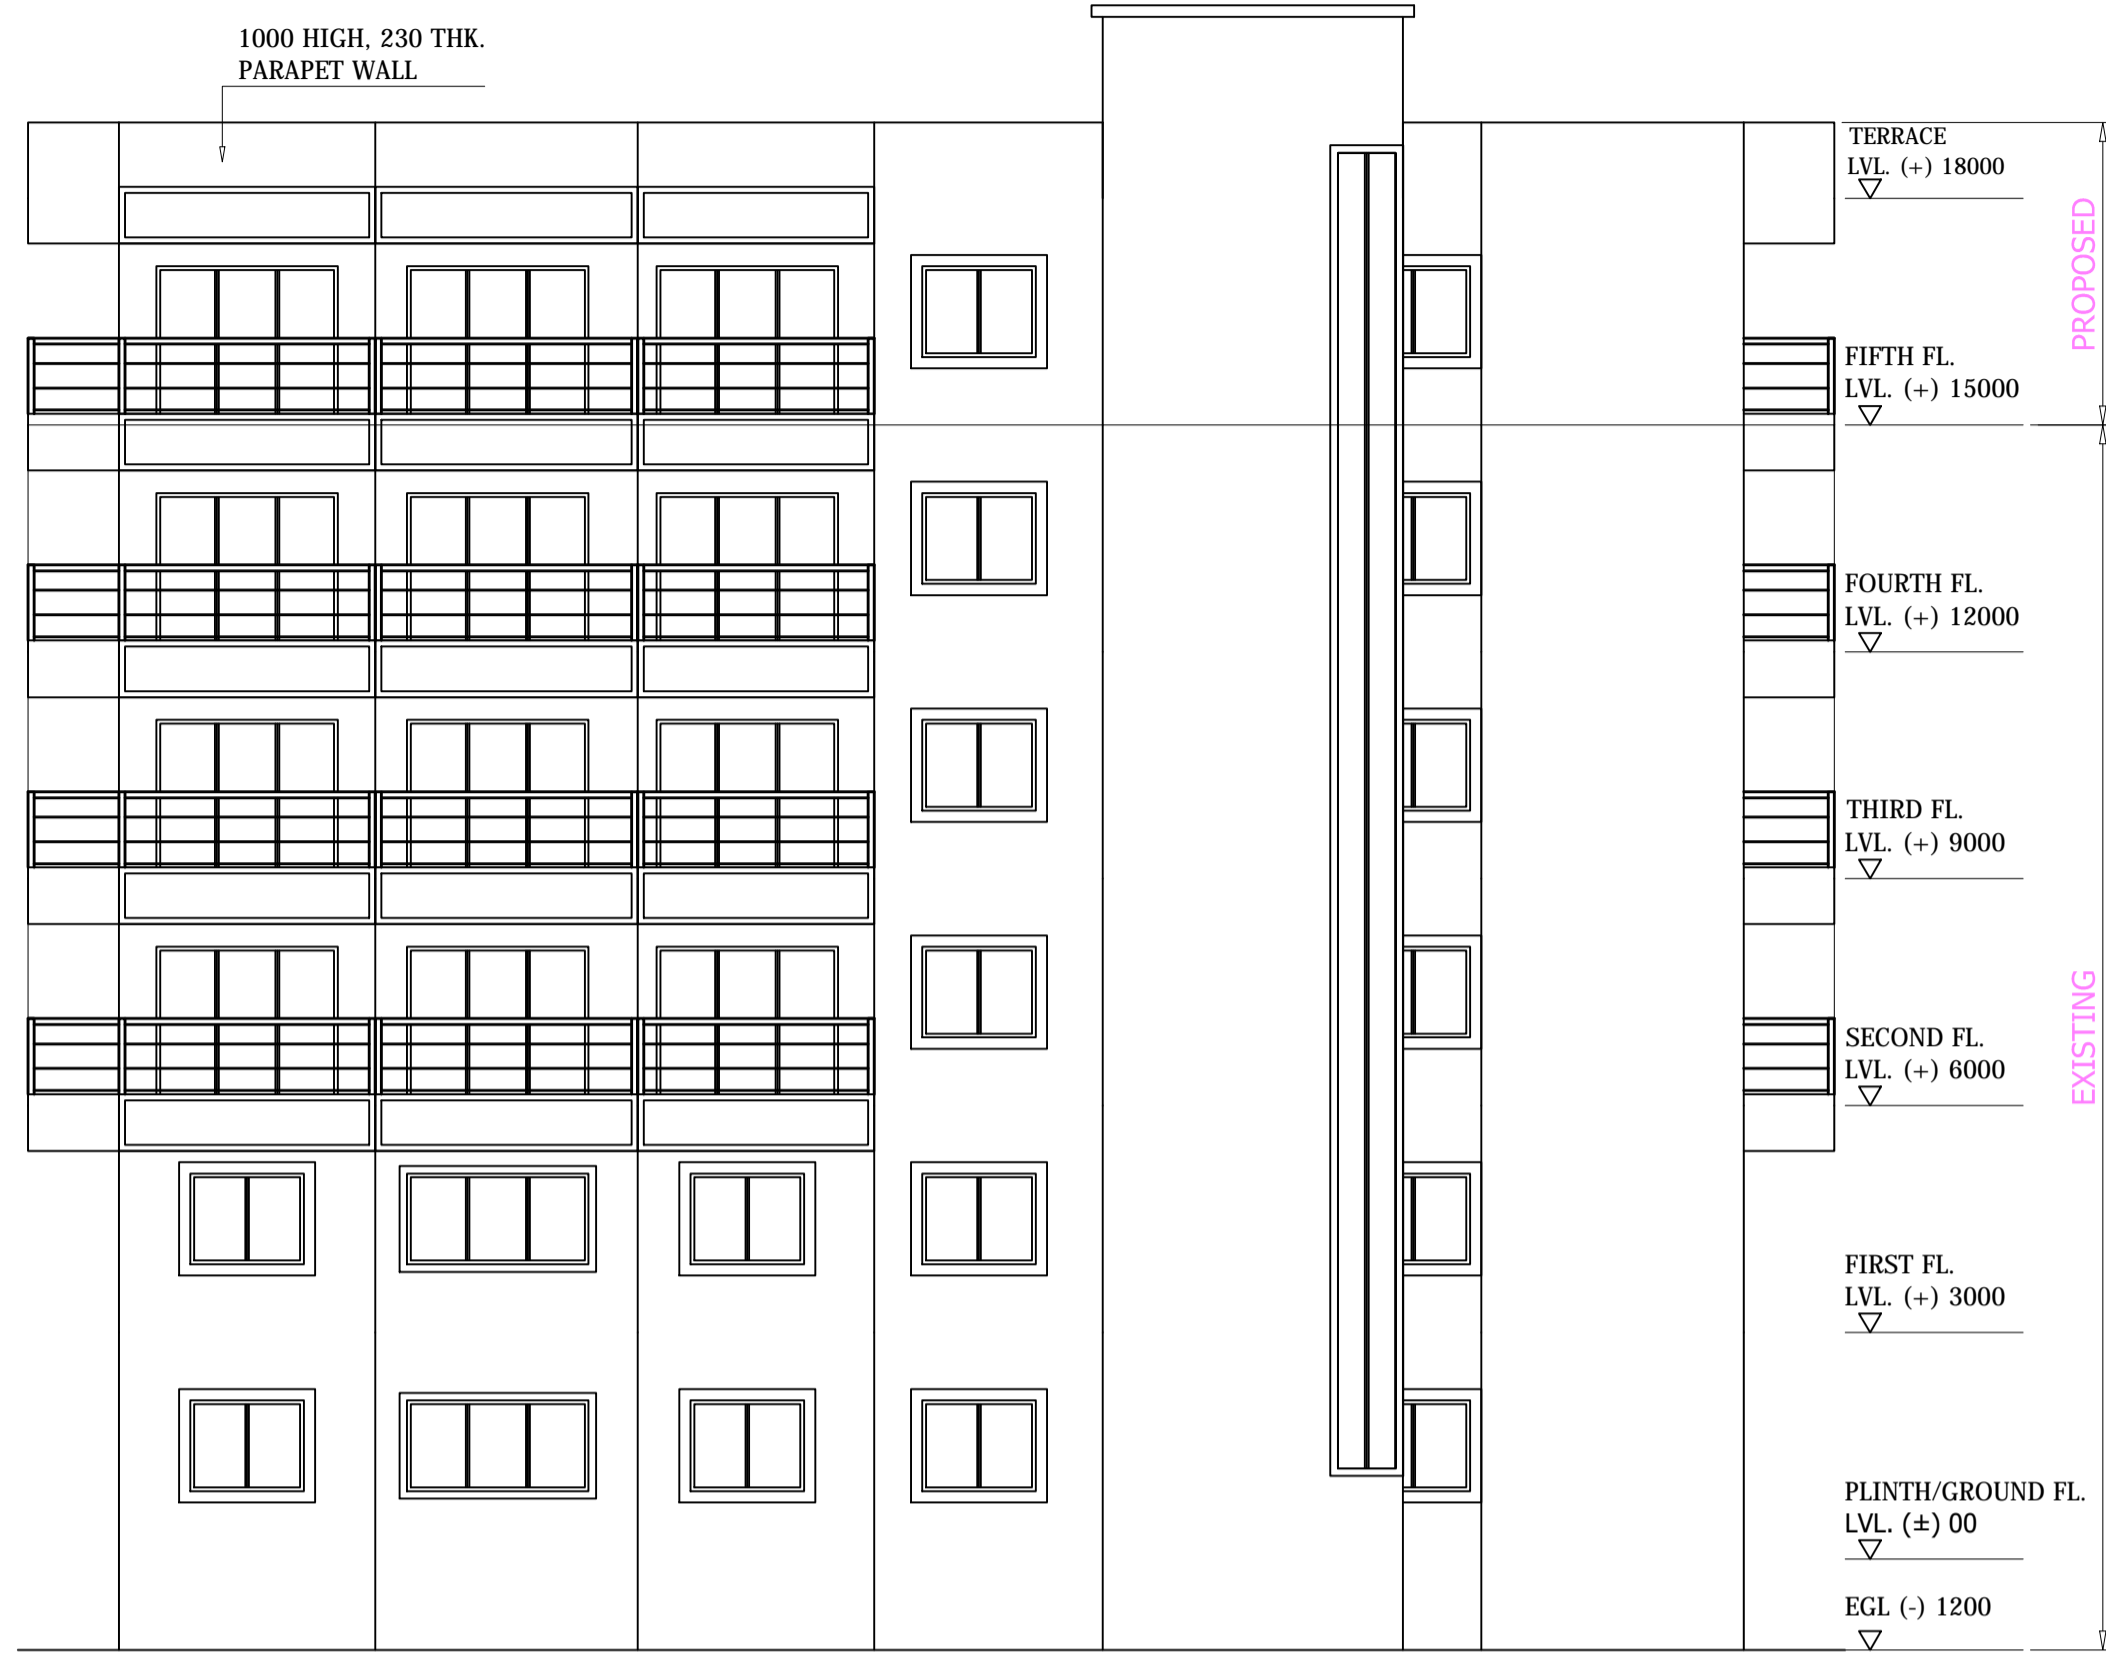 1000 HIGH, 230 THK.
PARAPET WALL
TERRACE
LVL. (+) 18000
PROPOSED
FIFTH FL.
LVL. (+) 15000
FOURTH FL.
LVL. (+) 12000
THIRD FL.
LVL. (+) 9000
EXISTING
SECOND FL.
LVL. (+) 6000
FIRST FL.
LVL. (+) 3000
PLINTH/GROUND FL.
LVL. (±) 00
EGL (-) 1200